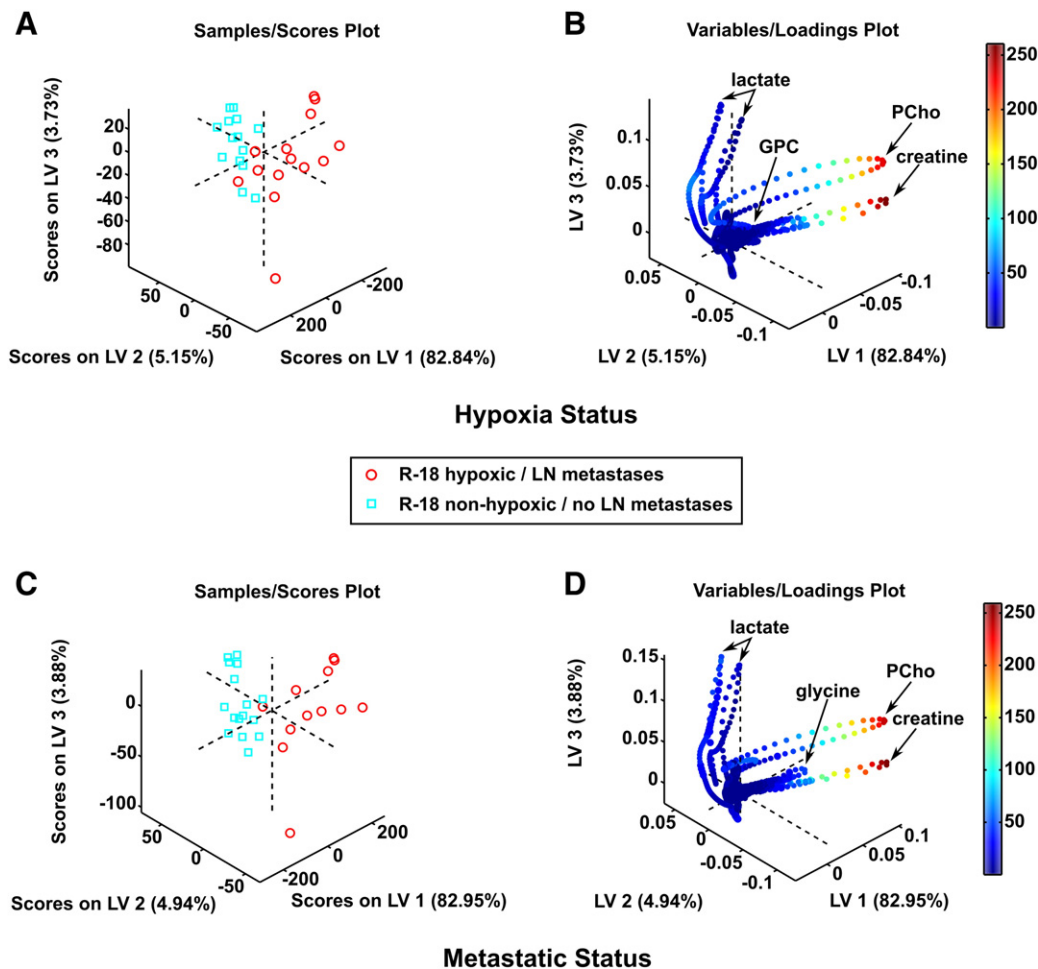 A
Samples/Scores Plot
Scores on LV 3 (3.73%)
20
0
-20
-40
-60
-80
50
0
-50
200
0
-200
Scores on LV 2 (5.15%)
Scores on LV 1 (82.84%)
B
Variables/Loadings Plot
lactate
PCho
GPC
creatine
LV 3 (3.73%)
0.1
0.05
0
0.05
0
-0.05
-0.1
0
-0.05
-0.1
LV 2 (5.15%)
LV 1 (82.84%)
250
200
150
100
50
Hypoxia Status
R-18 hypoxic / LN metastases
R-18 non-hypoxic / no LN metastases
C
Samples/Scores Plot
Scores on LV 3 (3.88%)
0
-50
-100
50
0
-50
-200
0
200
Scores on LV 2 (4.94%)
Scores on LV 1 (82.95%)
D
Variables/Loadings Plot
lactate
PCho
glycine
creatine
LV 3 (3.88%)
0.15
0.1
0.05
0
0.05
0
-0.05
-0.1
0
0.05
0.1
LV 2 (4.94%)
LV 1 (82.95%)
250
200
150
100
50
Metastatic Status